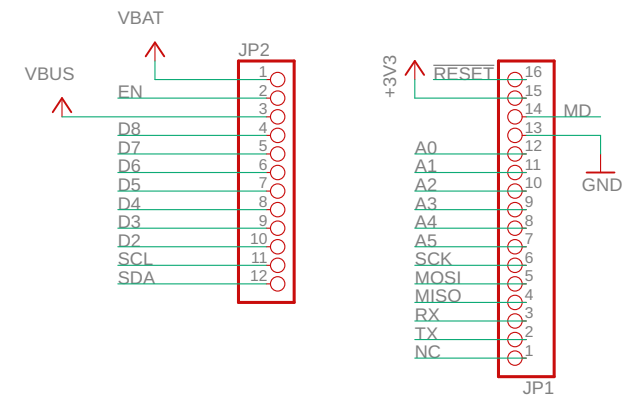 VBAT
JP2
VBUS
1
EN 2
3
D8 4
D7 5
D6 6
D5 7
D4 8
D3 9
D2 10
SCL 11
SDA 12
+3V3
RESET 16
15
14 MD
13
GND
A0 12
A1 11
A2 10
A3 9
A4 8
A5 7
SCK 6
MOSI 5
MISO 4
RX 3
TX 2
NC 1
JP1